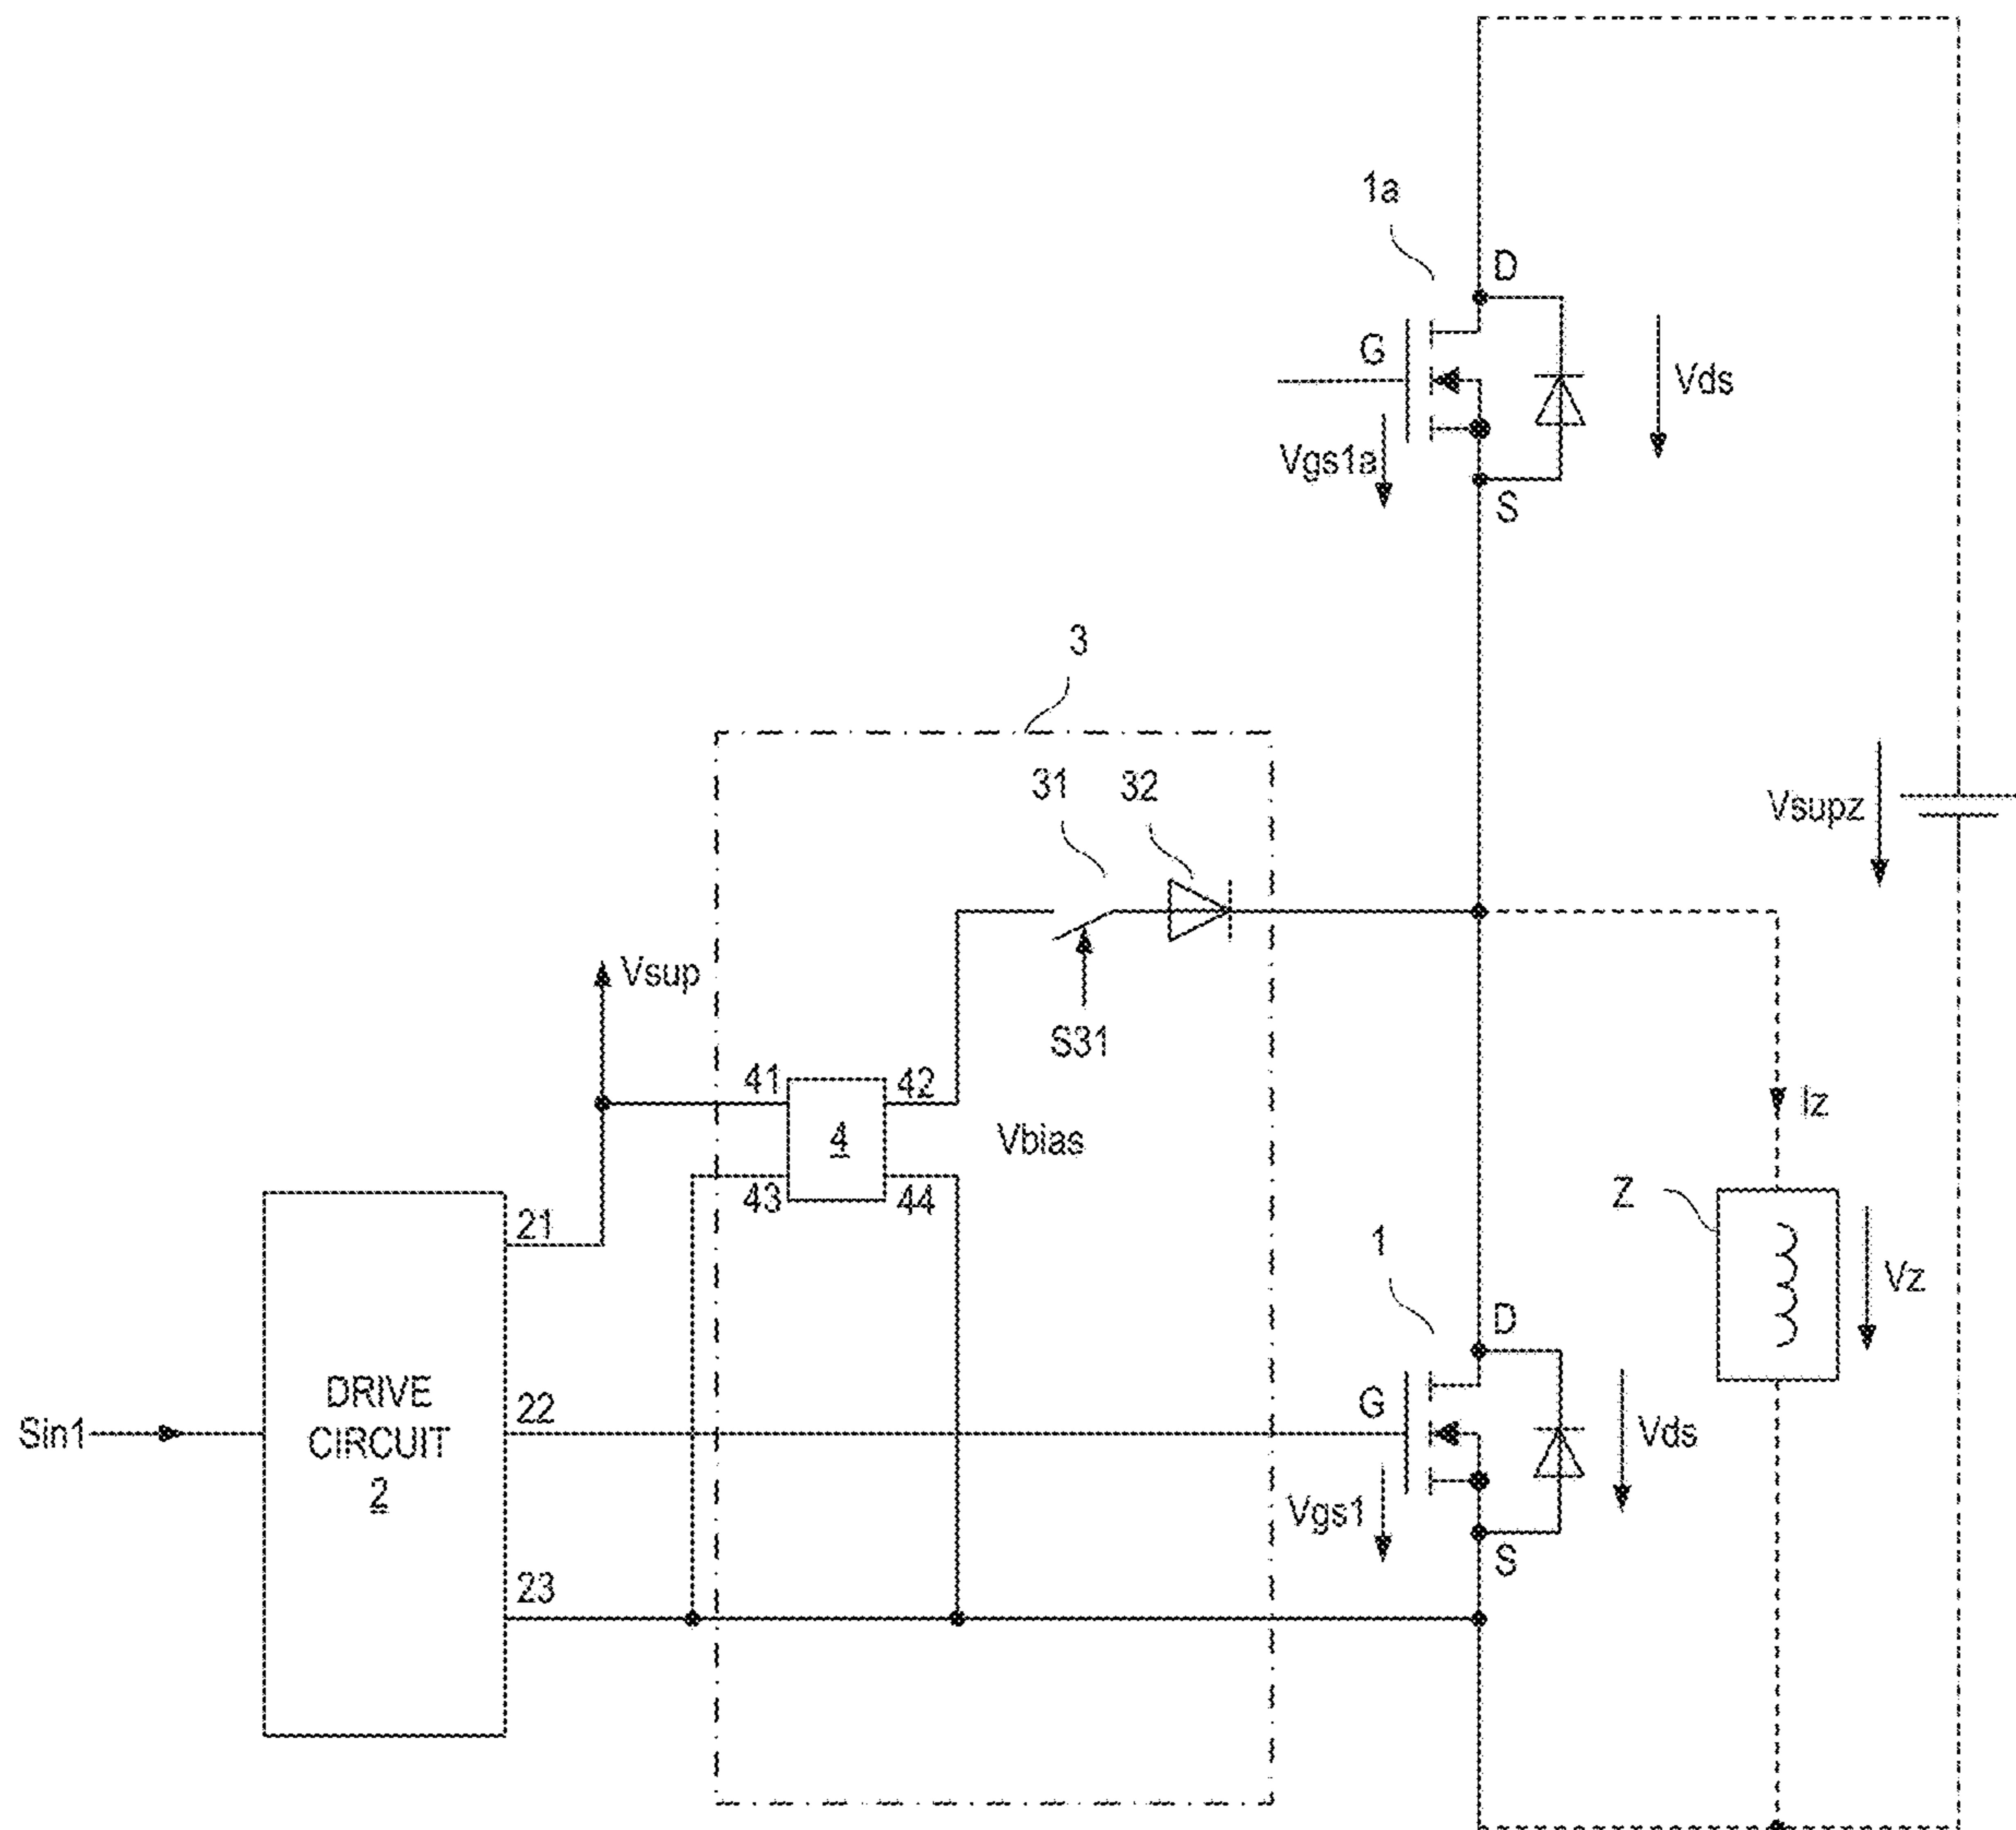 1a
D
G
Vds
Vgs1a
S
3
31
32
Vsupz
Vsup
S31
41
42
Iz
4
Vbias
43
44
Z
21
1
Vz
D
DRIVE
CIRCUIT
2
22
G
Sin1
Vds
Vgs1
S
23